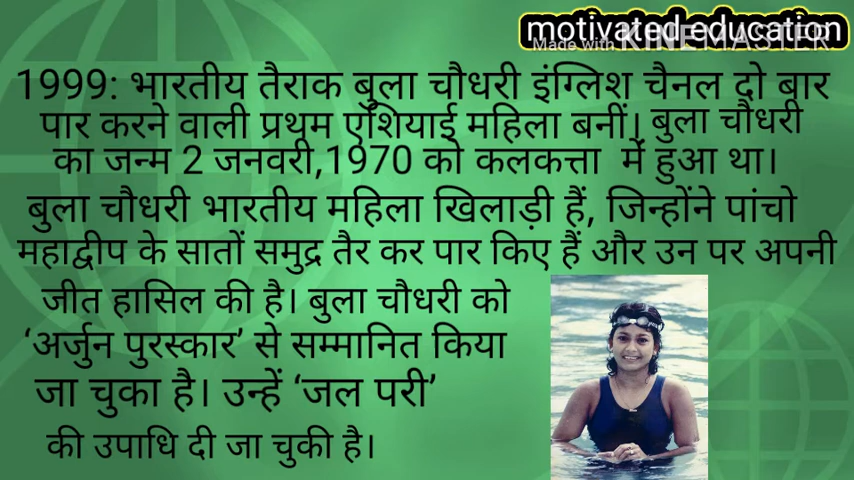 motivated education
Made with KINEMASTER
1999: भारतीय तैराक बुला चौधरी इंग्लिश चैनल दो बार
पार करने वाली प्रथम एशियाई महिला बनीं। बुला चौधरी
का जन्म 2 जनवरी,1970 को कलकत्ता में हुआ था।
बुला चौधरी भारतीय महिला खिलाड़ी हैं, जिन्होंने पांचो
महाद्वीप के सातों समुद्र तैर कर पार किए हैं और उन पर अपनी
जीत हासिल की है। बुला चौधरी को
‘अर्जुन पुरस्कार’ से सम्मानित किया
जा चुका है। उन्हें ‘जल परी’
की उपाधि दी जा चुकी है।